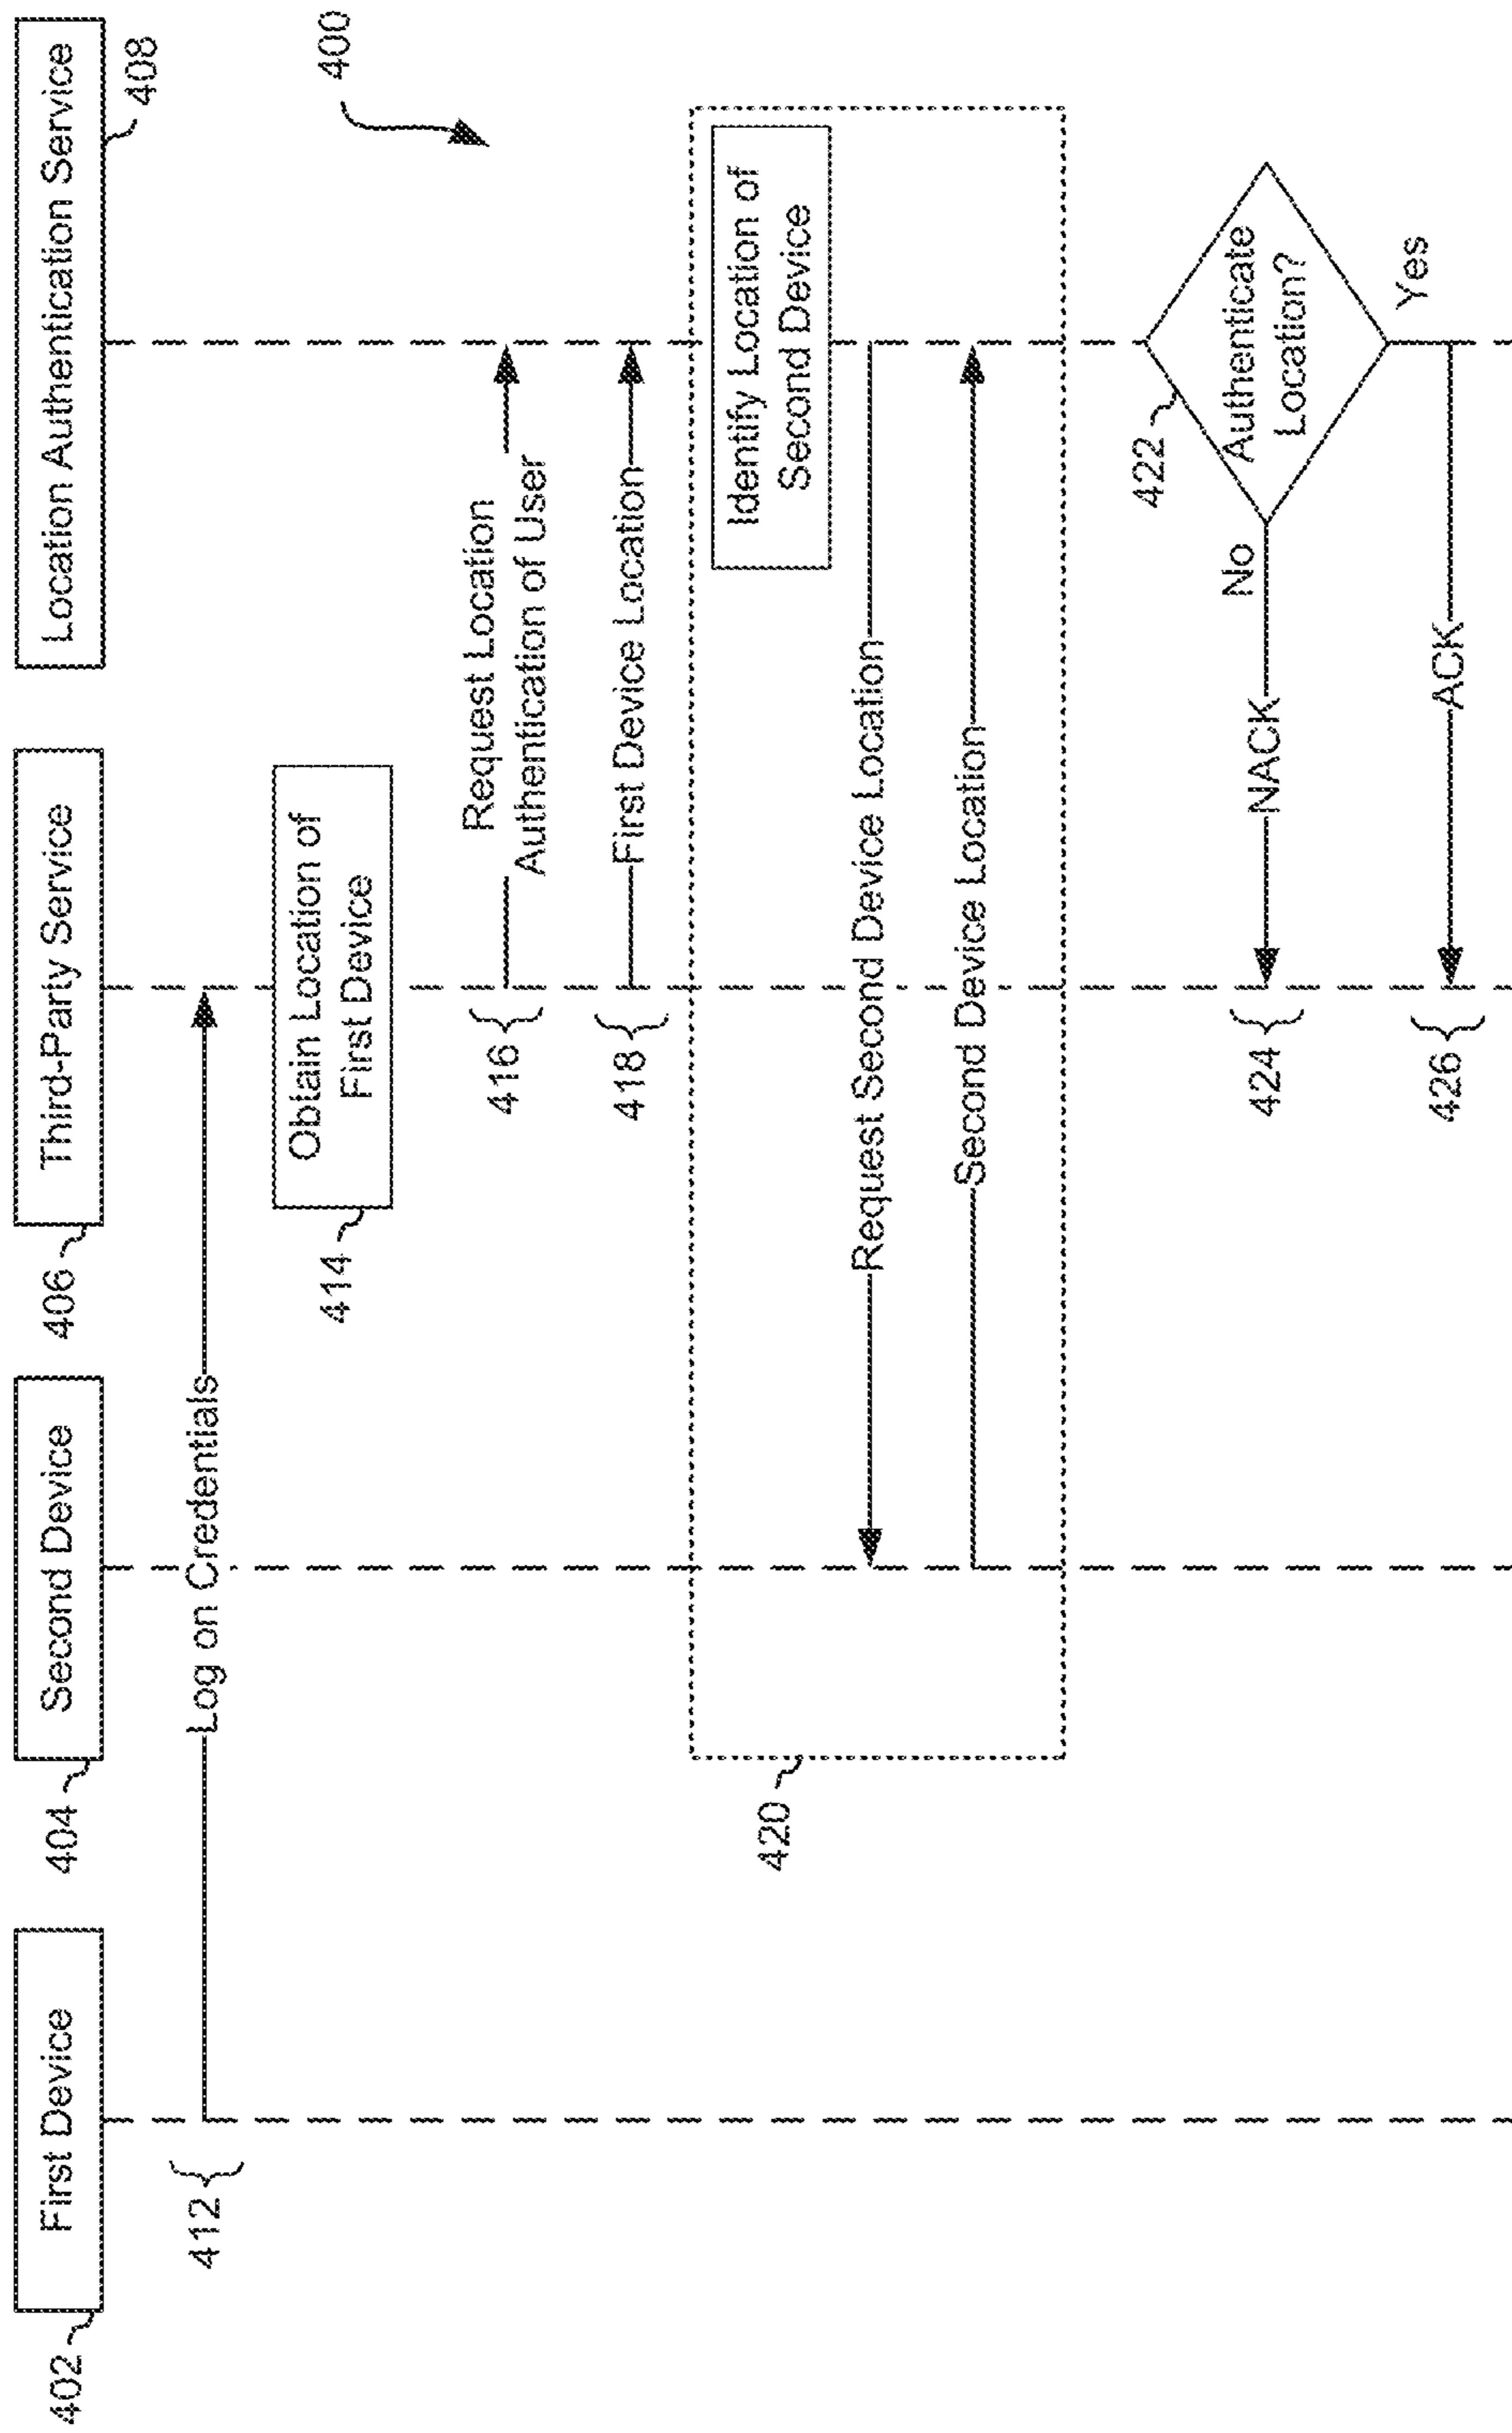 402
First Device
404
Second Device
406
Third-Party Service
Location Authentication Service
408
412
Log on Credentials
414
Obtain Location of
First Device
400
416
Request Location
Authentication of User
418
First Device Location
420
Identify Location of
Second Device
Request Second Device Location
Second Device Location
422
Authenticate
Location?
No
Yes
424
NACK
426
ACK